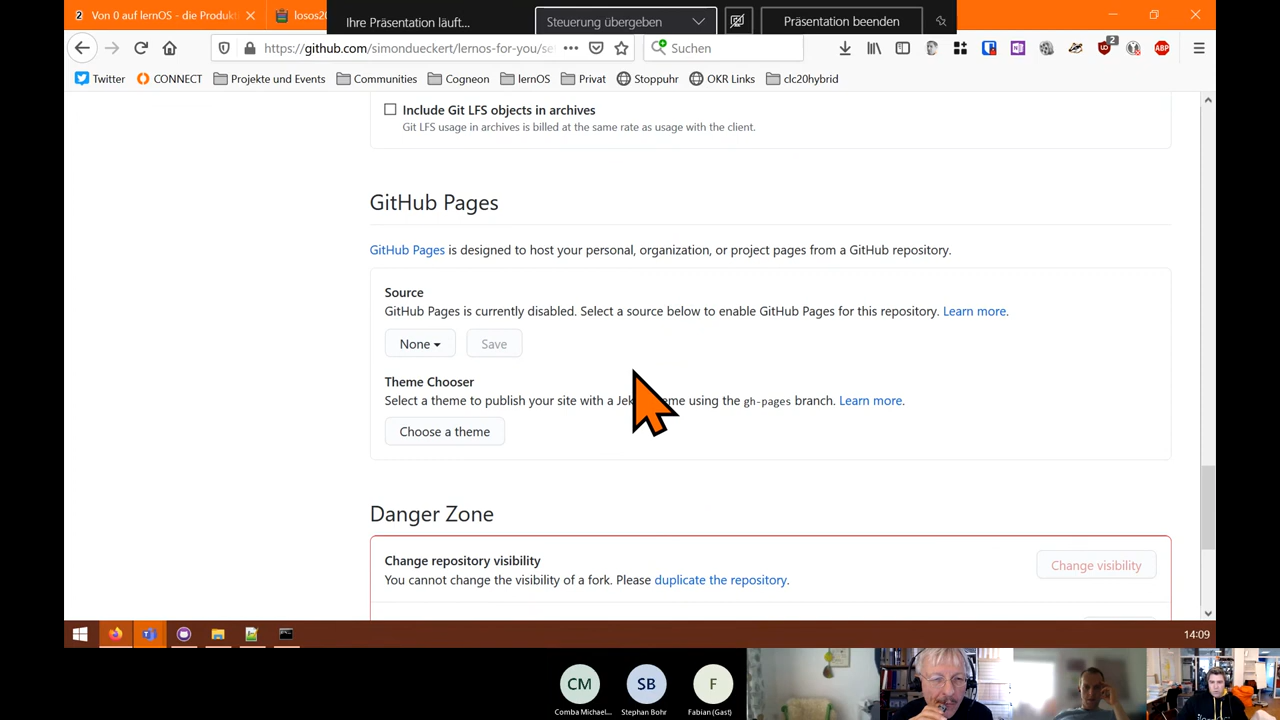 Von 0 auf lernOS - die Produkt
losos20
Ihre Präsentation läuft...
Steuerung übergeben
Präsentation beenden
https://github.com/simondueckert/lernos-for-you/se
Suchen
2
ABP
Twitter
CONNECT
Projekte und Events
Communities
Cogneon
lernOS
Privat
Stoppuhr
OKR Links
clc20hybrid
Include Git LFS objects in archives
Git LFS usage in archives is billed at the same rate as usage with the client.
GitHub Pages
GitHub Pages is designed to host your personal, organization, or project pages from a GitHub repository.
Source
GitHub Pages is currently disabled. Select a source below to enable GitHub Pages for this repository. Learn more.
None
Save
Theme Chooser
Select a theme to publish your site with a Jek eme using the gh-pages branch. Learn more.
Choose a theme
Danger Zone
Change repository visibility
You cannot change the visibility of a fork. Please duplicate the repository.
Change visibility
14:09
CM
SB
F
Comba Michael...
Stephan Bohr
Fabian (Gast)